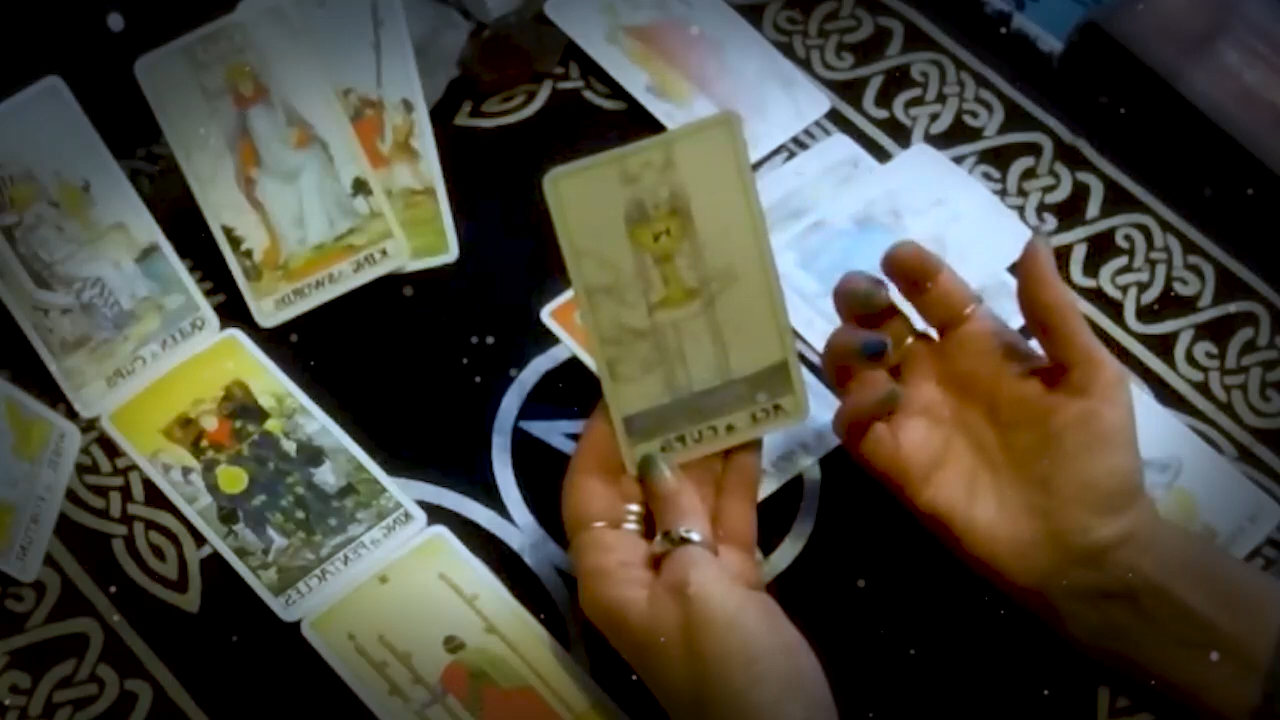 KING of SWORDS
QUEEN of CUPS
ACE of CUPS
KING of PENTACLES